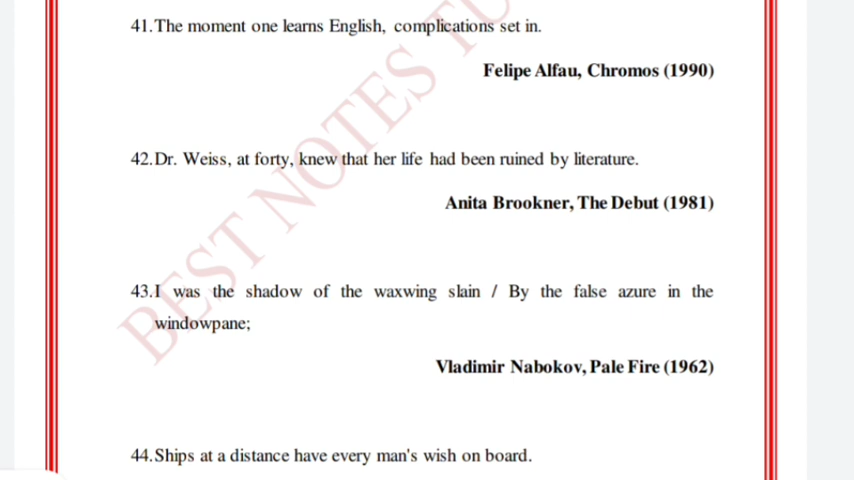 41.The moment one learns English, complications set in.
Felipe Alfau, Chromos (1990)
42.Dr. Weiss, at forty, knew that her life had been ruined by literature.
Anita Brookner, The Debut (1981)
43.I was the shadow of the waxwing slain / By the false azure in the
windowpane;
Vladimir Nabokov, Pale Fire (1962)
44.Ships at a distance have every man's wish on board.
BEST NOTES TU